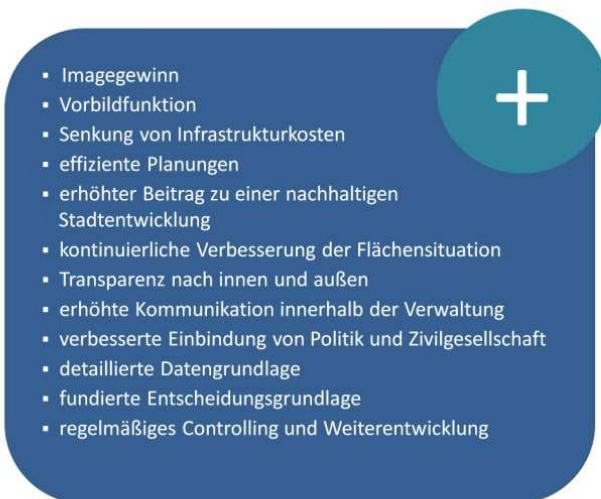 +
▪ Imagegewinn
▪ Vorbildfunktion
▪ Senkung von Infrastrukturkosten
▪ effiziente Planungen
▪ erhöhter Beitrag zu einer nachhaltigen
Stadtentwicklung
▪ kontinuierliche Verbesserung der Flächensituation
▪ Transparenz nach innen und außen
▪ erhöhte Kommunikation innerhalb der Verwaltung
▪ verbesserte Einbindung von Politik und Zivilgesellschaft
▪ detaillierte Datengrundlage
▪ fundierte Entscheidungsgrundlage
▪ regelmäßiges Controlling und Weiterentwicklung